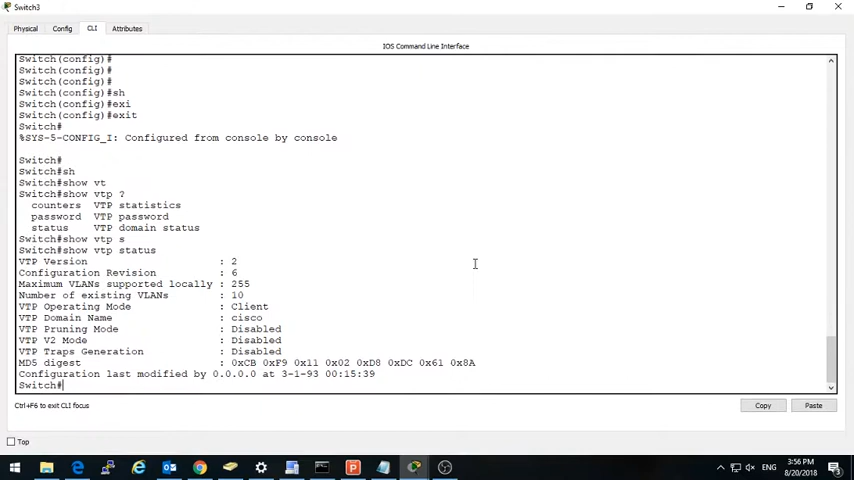 Switch3
Physical Config CLI Attributes
IOS Command Line Interface
Switch(config)#
Switch(config)#
Switch(config)#
Switch(config)#sh
Switch(config)#exi
Switch(config)#exit
Switch#
%SYS-5-CONFIG_I: Configured from console by console
Switch#
Switch#sh
Switch#show vt
Switch#show vtp ?
counters VTP statistics
password VTP password
status VTP domain status
Switch#show vtp s
Switch#show vtp status
VTP Version : 2
Configuration Revision : 6
Maximum VLANs supported locally : 255
Number of existing VLANs : 10
VTP Operating Mode : Client
VTP Domain Name : cisco
VTP Pruning Mode : Disabled
VTP V2 Mode : Disabled
VTP Traps Generation : Disabled
MD5 digest : 0xCB 0xF9 0x11 0x02 0xD8 0xDC 0x61 0x8A
Configuration last modified by 0.0.0.0 at 3-1-93 00:15:39
Switch#
Ctrl+F6 to exit CLI focus
Copy Paste
Top
ENG
3:56 PM
8/20/2018